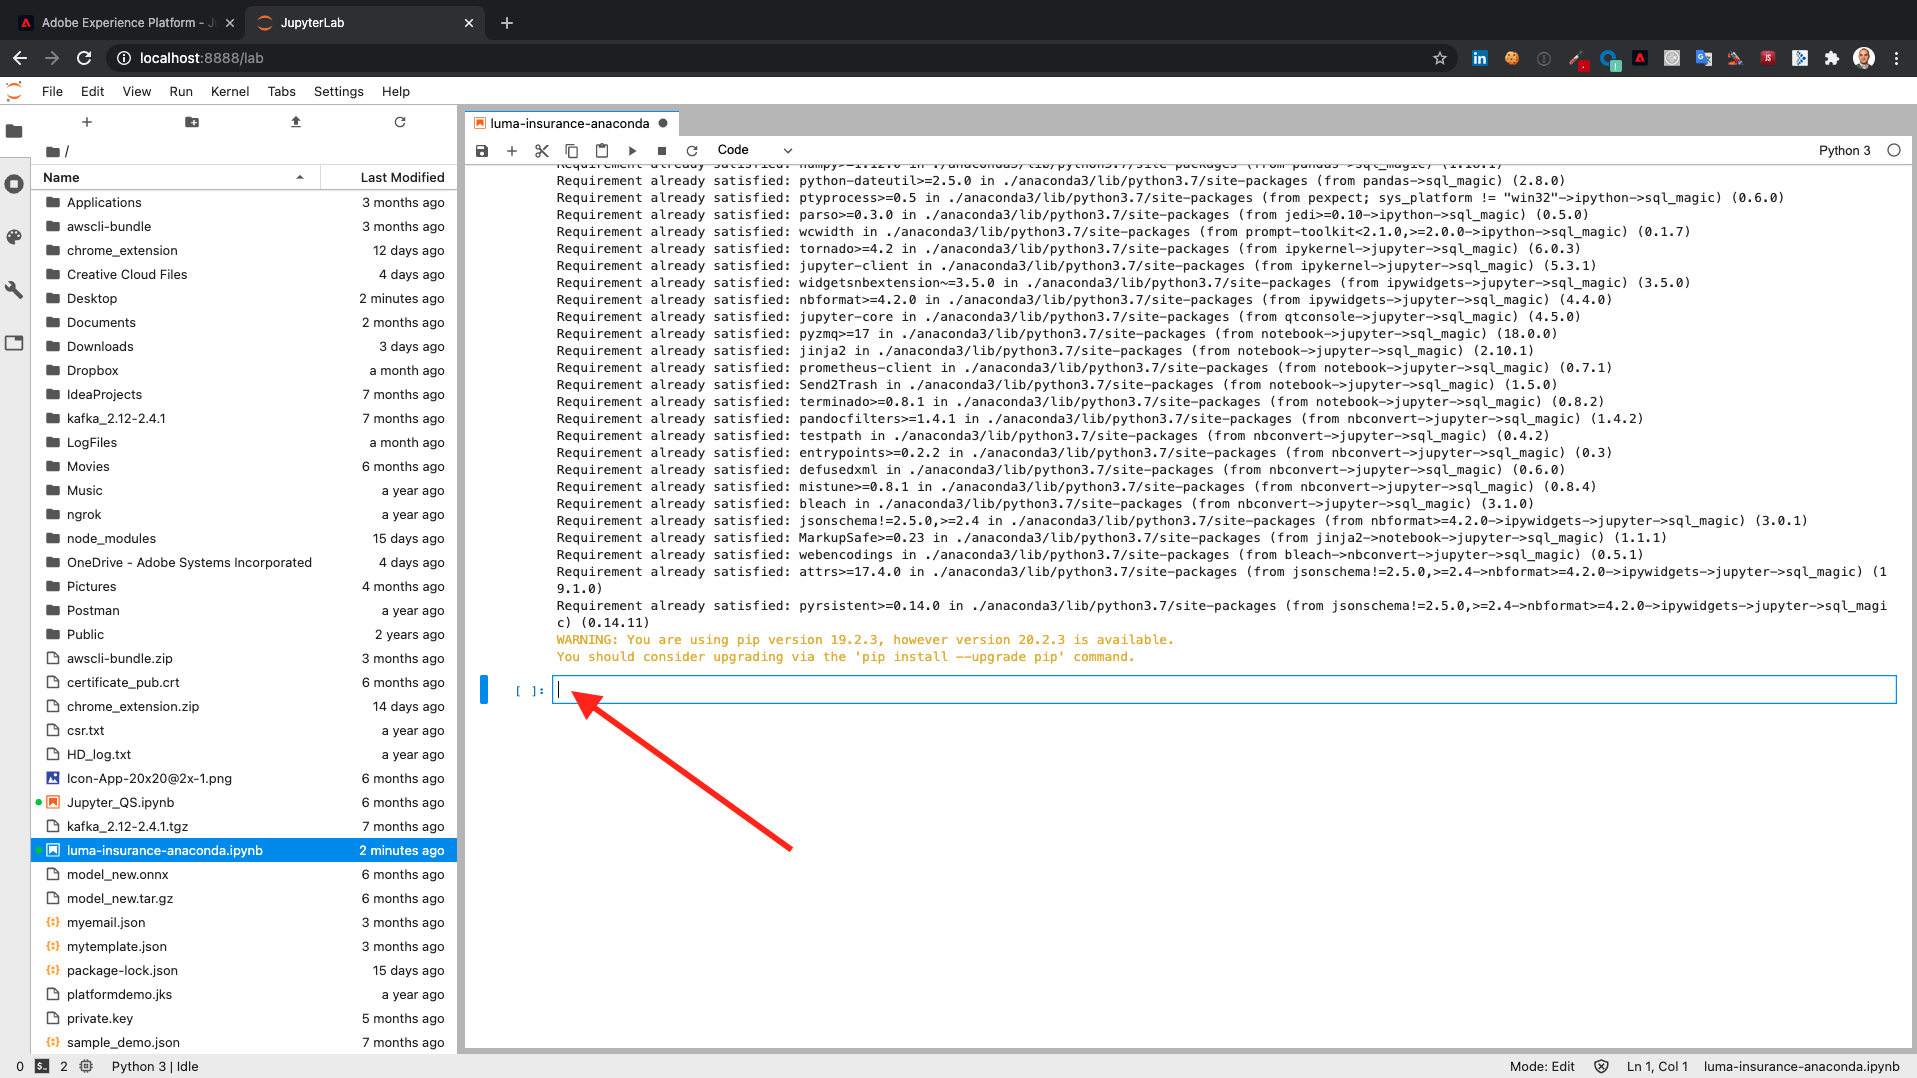 Adobe Experience Platform - J
JupyterLab
localhost:8888/lab
File Edit View Run Kernel Tabs Settings Help
luma-insurance-anaconda
/
Code
Python 3
Name Last Modified
Applications 3 months ago
awscli-bundle 3 months ago
chrome_extension 12 days ago
Creative Cloud Files 4 days ago
Desktop 2 minutes ago
Documents 2 months ago
Downloads 3 days ago
Dropbox a month ago
IdeaProjects 7 months ago
kafka_2.12-2.4.1 7 months ago
LogFiles a month ago
Movies 6 months ago
Music a year ago
ngrok a year ago
node_modules 15 days ago
OneDrive - Adobe Systems Incorporated 4 days ago
Pictures 4 months ago
Postman a year ago
Public 2 years ago
awscli-bundle.zip 3 months ago
certificate_pub.crt 6 months ago
chrome_extension.zip 14 days ago
csr.txt a year ago
HD_log.txt a year ago
Icon-App-20x20@2x-1.png 6 months ago
Jupyter_QS.ipynb 6 months ago
kafka_2.12-2.4.1.tgz 7 months ago
luma-insurance-anaconda.ipynb 2 minutes ago
model_new.onnx 6 months ago
model_new.tar.gz 6 months ago
myemail.json 3 months ago
mytemplate.json 3 months ago
package-lock.json 15 days ago
platformdemo.jks a year ago
private.key 5 months ago
sample_demo.json 7 months ago
Requirement already satisfied: numpy>=1.12.0 in ./anaconda3/lib/python3.7/site-packages (from pandas->sql_magic) (1.18.1)
Requirement already satisfied: python-dateutil>=2.5.0 in ./anaconda3/lib/python3.7/site-packages (from pandas->sql_magic) (2.8.0)
Requirement already satisfied: ptyprocess>=0.5 in ./anaconda3/lib/python3.7/site-packages (from pexpect; sys_platform != "win32"->ipython->sql_magic) (0.6.0)
Requirement already satisfied: parso>=0.3.0 in ./anaconda3/lib/python3.7/site-packages (from jedi>=0.10->ipython->sql_magic) (0.5.0)
Requirement already satisfied: wcwidth in ./anaconda3/lib/python3.7/site-packages (from prompt-toolkit<2.1.0,>=2.0.0->ipython->sql_magic) (0.1.7)
Requirement already satisfied: tornado>=4.2 in ./anaconda3/lib/python3.7/site-packages (from ipykernel->jupyter->sql_magic) (6.0.3)
Requirement already satisfied: jupyter-client in ./anaconda3/lib/python3.7/site-packages (from ipykernel->jupyter->sql_magic) (5.3.1)
Requirement already satisfied: widgetsnbextension~=3.5.0 in ./anaconda3/lib/python3.7/site-packages (from ipywidgets->jupyter->sql_magic) (3.5.0)
Requirement already satisfied: nbformat>=4.2.0 in ./anaconda3/lib/python3.7/site-packages (from ipywidgets->jupyter->sql_magic) (4.4.0)
Requirement already satisfied: jupyter-core in ./anaconda3/lib/python3.7/site-packages (from qtconsole->jupyter->sql_magic) (4.5.0)
Requirement already satisfied: pyzmq>=17 in ./anaconda3/lib/python3.7/site-packages (from notebook->jupyter->sql_magic) (18.0.0)
Requirement already satisfied: jinja2 in ./anaconda3/lib/python3.7/site-packages (from notebook->jupyter->sql_magic) (2.10.1)
Requirement already satisfied: prometheus-client in ./anaconda3/lib/python3.7/site-packages (from notebook->jupyter->sql_magic) (0.7.1)
Requirement already satisfied: Send2Trash in ./anaconda3/lib/python3.7/site-packages (from notebook->jupyter->sql_magic) (1.5.0)
Requirement already satisfied: terminado>=0.8.1 in ./anaconda3/lib/python3.7/site-packages (from notebook->jupyter->sql_magic) (0.8.2)
Requirement already satisfied: pandocfilters>=1.4.1 in ./anaconda3/lib/python3.7/site-packages (from nbconvert->jupyter->sql_magic) (1.4.2)
Requirement already satisfied: testpath in ./anaconda3/lib/python3.7/site-packages (from nbconvert->jupyter->sql_magic) (0.4.2)
Requirement already satisfied: entrypoints>=0.2.2 in ./anaconda3/lib/python3.7/site-packages (from nbconvert->jupyter->sql_magic) (0.3)
Requirement already satisfied: defusedxml in ./anaconda3/lib/python3.7/site-packages (from nbconvert->jupyter->sql_magic) (0.6.0)
Requirement already satisfied: mistune>=0.8.1 in ./anaconda3/lib/python3.7/site-packages (from nbconvert->jupyter->sql_magic) (0.8.4)
Requirement already satisfied: bleach in ./anaconda3/lib/python3.7/site-packages (from nbconvert->jupyter->sql_magic) (3.1.0)
Requirement already satisfied: jsonschema!=2.5.0,>=2.4 in ./anaconda3/lib/python3.7/site-packages (from nbformat>=4.2.0->ipywidgets->jupyter->sql_magic) (3.0.1)
Requirement already satisfied: MarkupSafe>=0.23 in ./anaconda3/lib/python3.7/site-packages (from jinja2->notebook->jupyter->sql_magic) (1.1.1)
Requirement already satisfied: webencodings in ./anaconda3/lib/python3.7/site-packages (from bleach->nbconvert->jupyter->sql_magic) (0.5.1)
Requirement already satisfied: attrs>=17.4.0 in ./anaconda3/lib/python3.7/site-packages (from jsonschema!=2.5.0,>=2.4->nbformat>=4.2.0->ipywidgets->jupyter->sql_magic) (1
9.1.0)
Requirement already satisfied: pyrsistent>=0.14.0 in ./anaconda3/lib/python3.7/site-packages (from jsonschema!=2.5.0,>=2.4->nbformat>=4.2.0->ipywidgets->jupyter->sql_magi
c) (0.14.11)
WARNING: You are using pip version 19.2.3, however version 20.2.3 is available.
You should consider upgrading via the 'pip install --upgrade pip' command.
[ ]:
0 2 Python 3 | Idle
Mode: Edit Ln 1, Col 1 luma-insurance-anaconda.ipynb